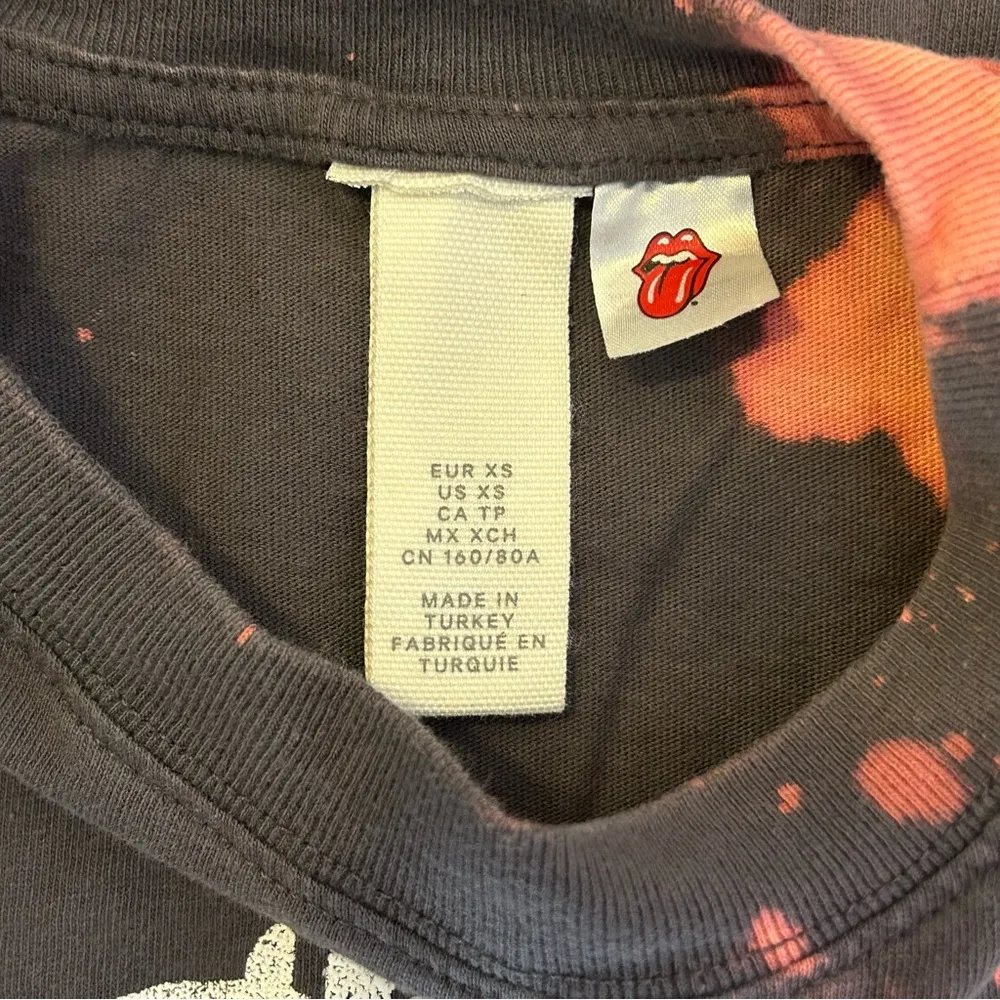 EUR XS
US XS
CA TP
MX XCH
CN 160/80A
MADE IN
TURKEY
FABRIQUÉ EN
TURQUIE